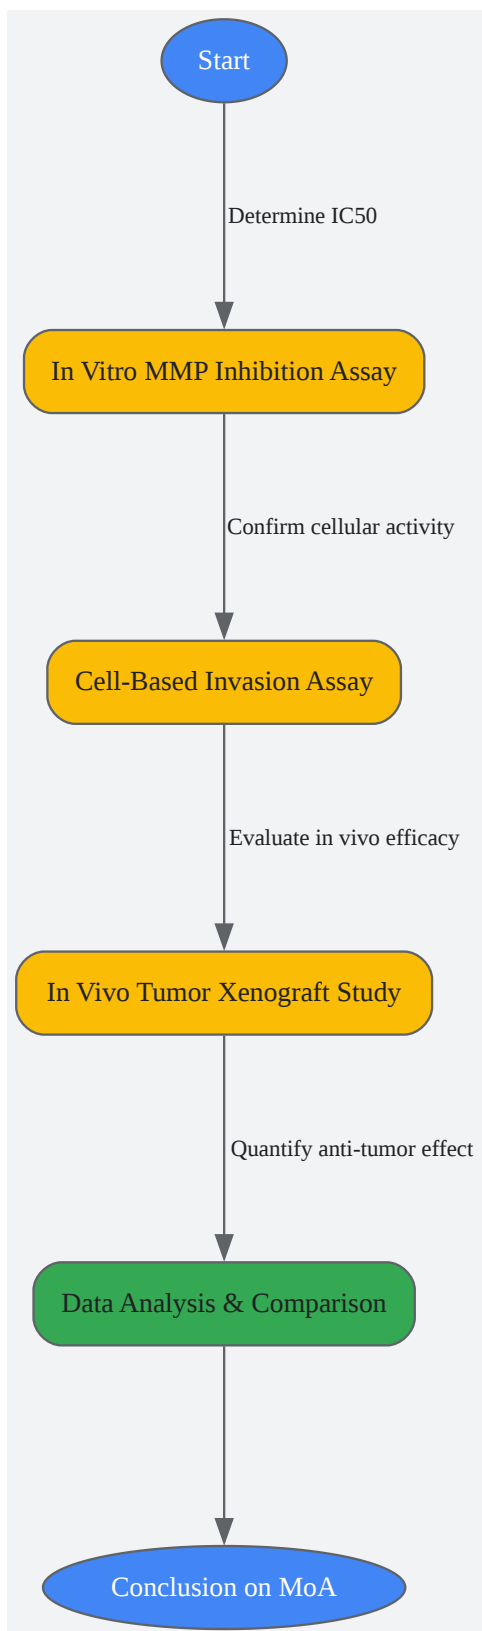 Start
Determine IC50
In Vitro MMP Inhibition Assay
Confirm cellular activity
Cell-Based Invasion Assay
Evaluate in vivo efficacy
In Vivo Tumor Xenograft Study
Quantify anti-tumor effect
Data Analysis & Comparison
Conclusion on MoA